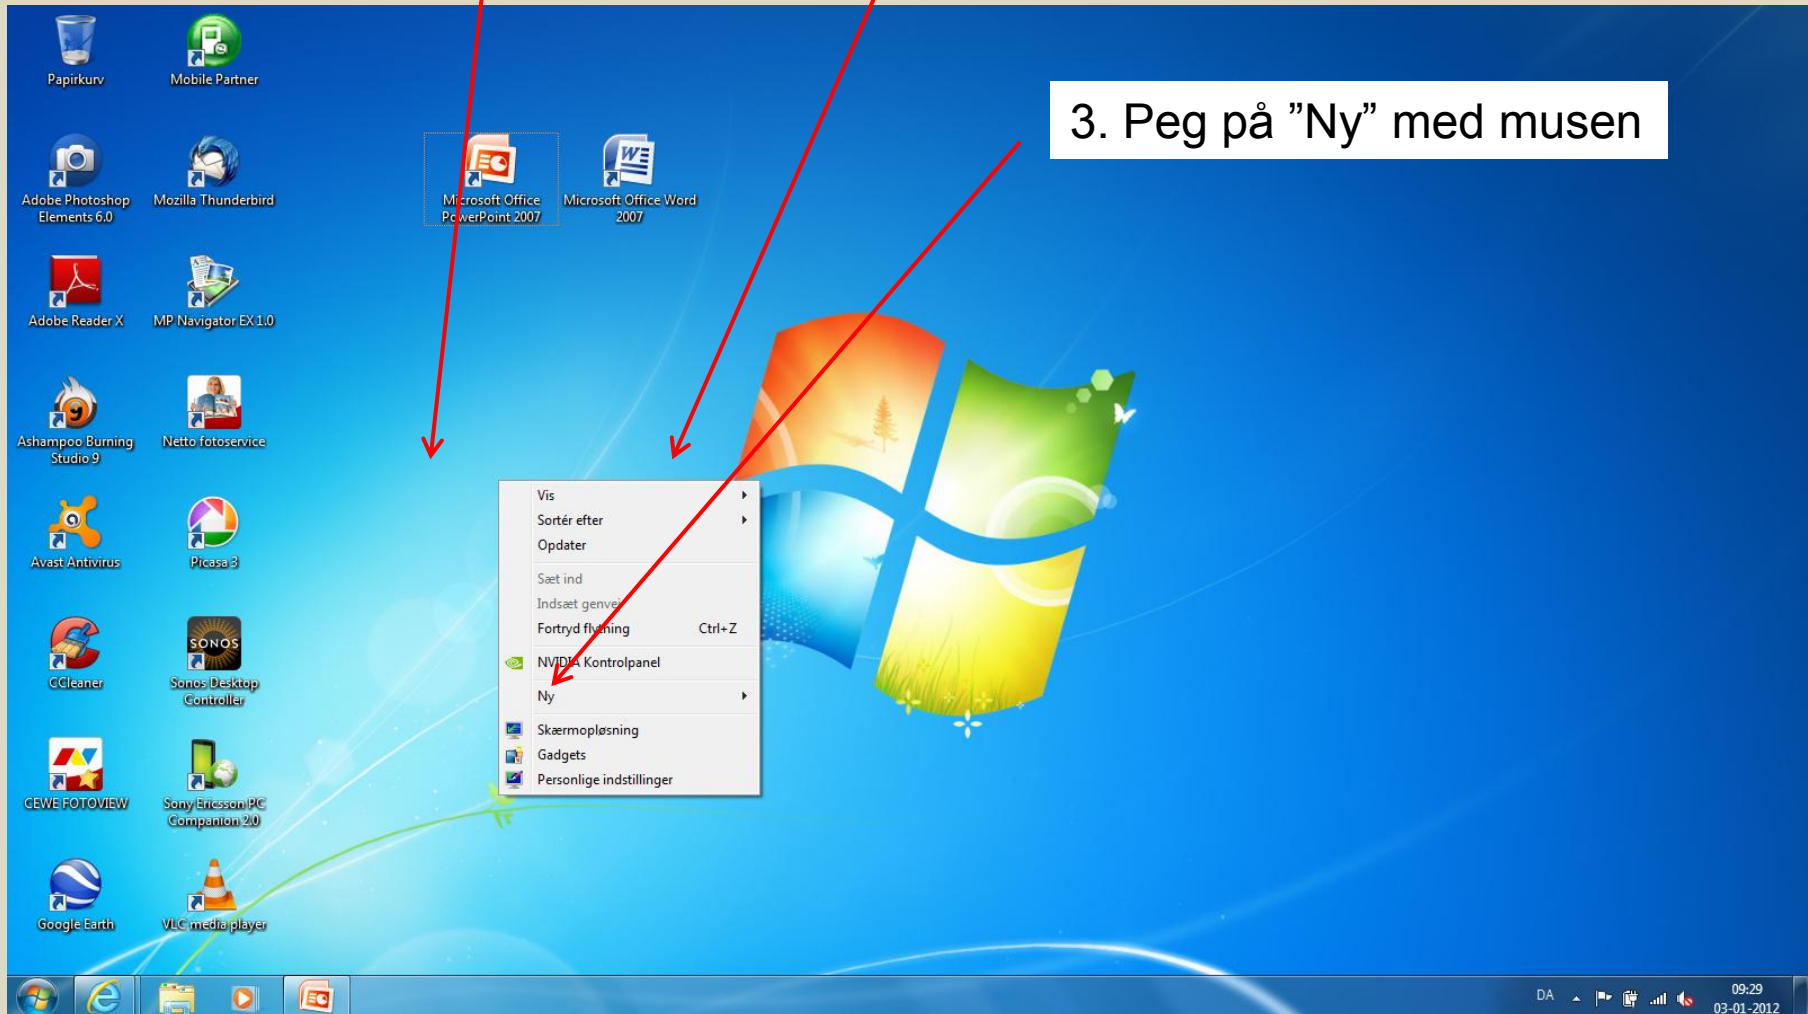 Papirkurv
Mobile Partner
3. Peg på ”Ny” med musen
Adobe Photoshop
Elements 6.0
Mozilla Thunderbird
Microsoft Office
PowerPoint 2007
Microsoft Office Word
2007
Adobe Reader X
MP Navigator EX 1.0
Ashampoo Burning
Studio 9
Netto fotoservice
Avast Antivirus
Picasa 3
SONOS
CCleaner
Sonos Desktop
Controller
CEWE FOTOVIEW
Sony Ericsson PC
Companion 2.0
Google Earth
VLC media player
Vis
Sortér efter
Opdater
Sæt ind
Indsæt genvej
Fortryd flytning Ctrl+Z
NVIDIA Kontrolpanel
Ny
Skærmopløsning
Gadgets
Personlige indstillinger
DA
09:29
03-01-2012